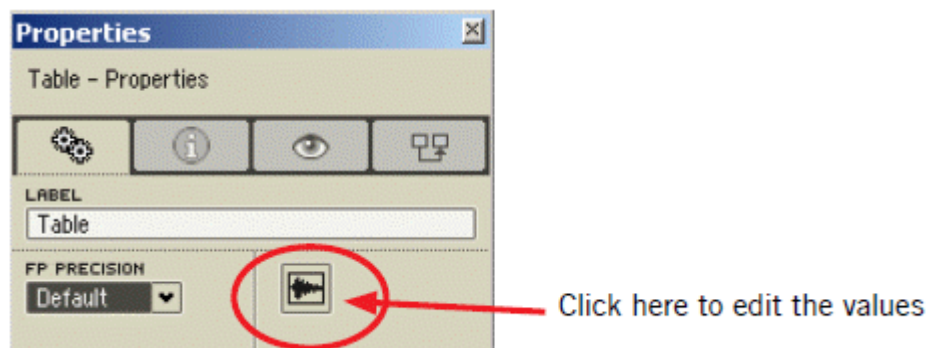 Properties
Table - Properties
LABEL
Table
FP PRECISION
Default
Click here to edit the values